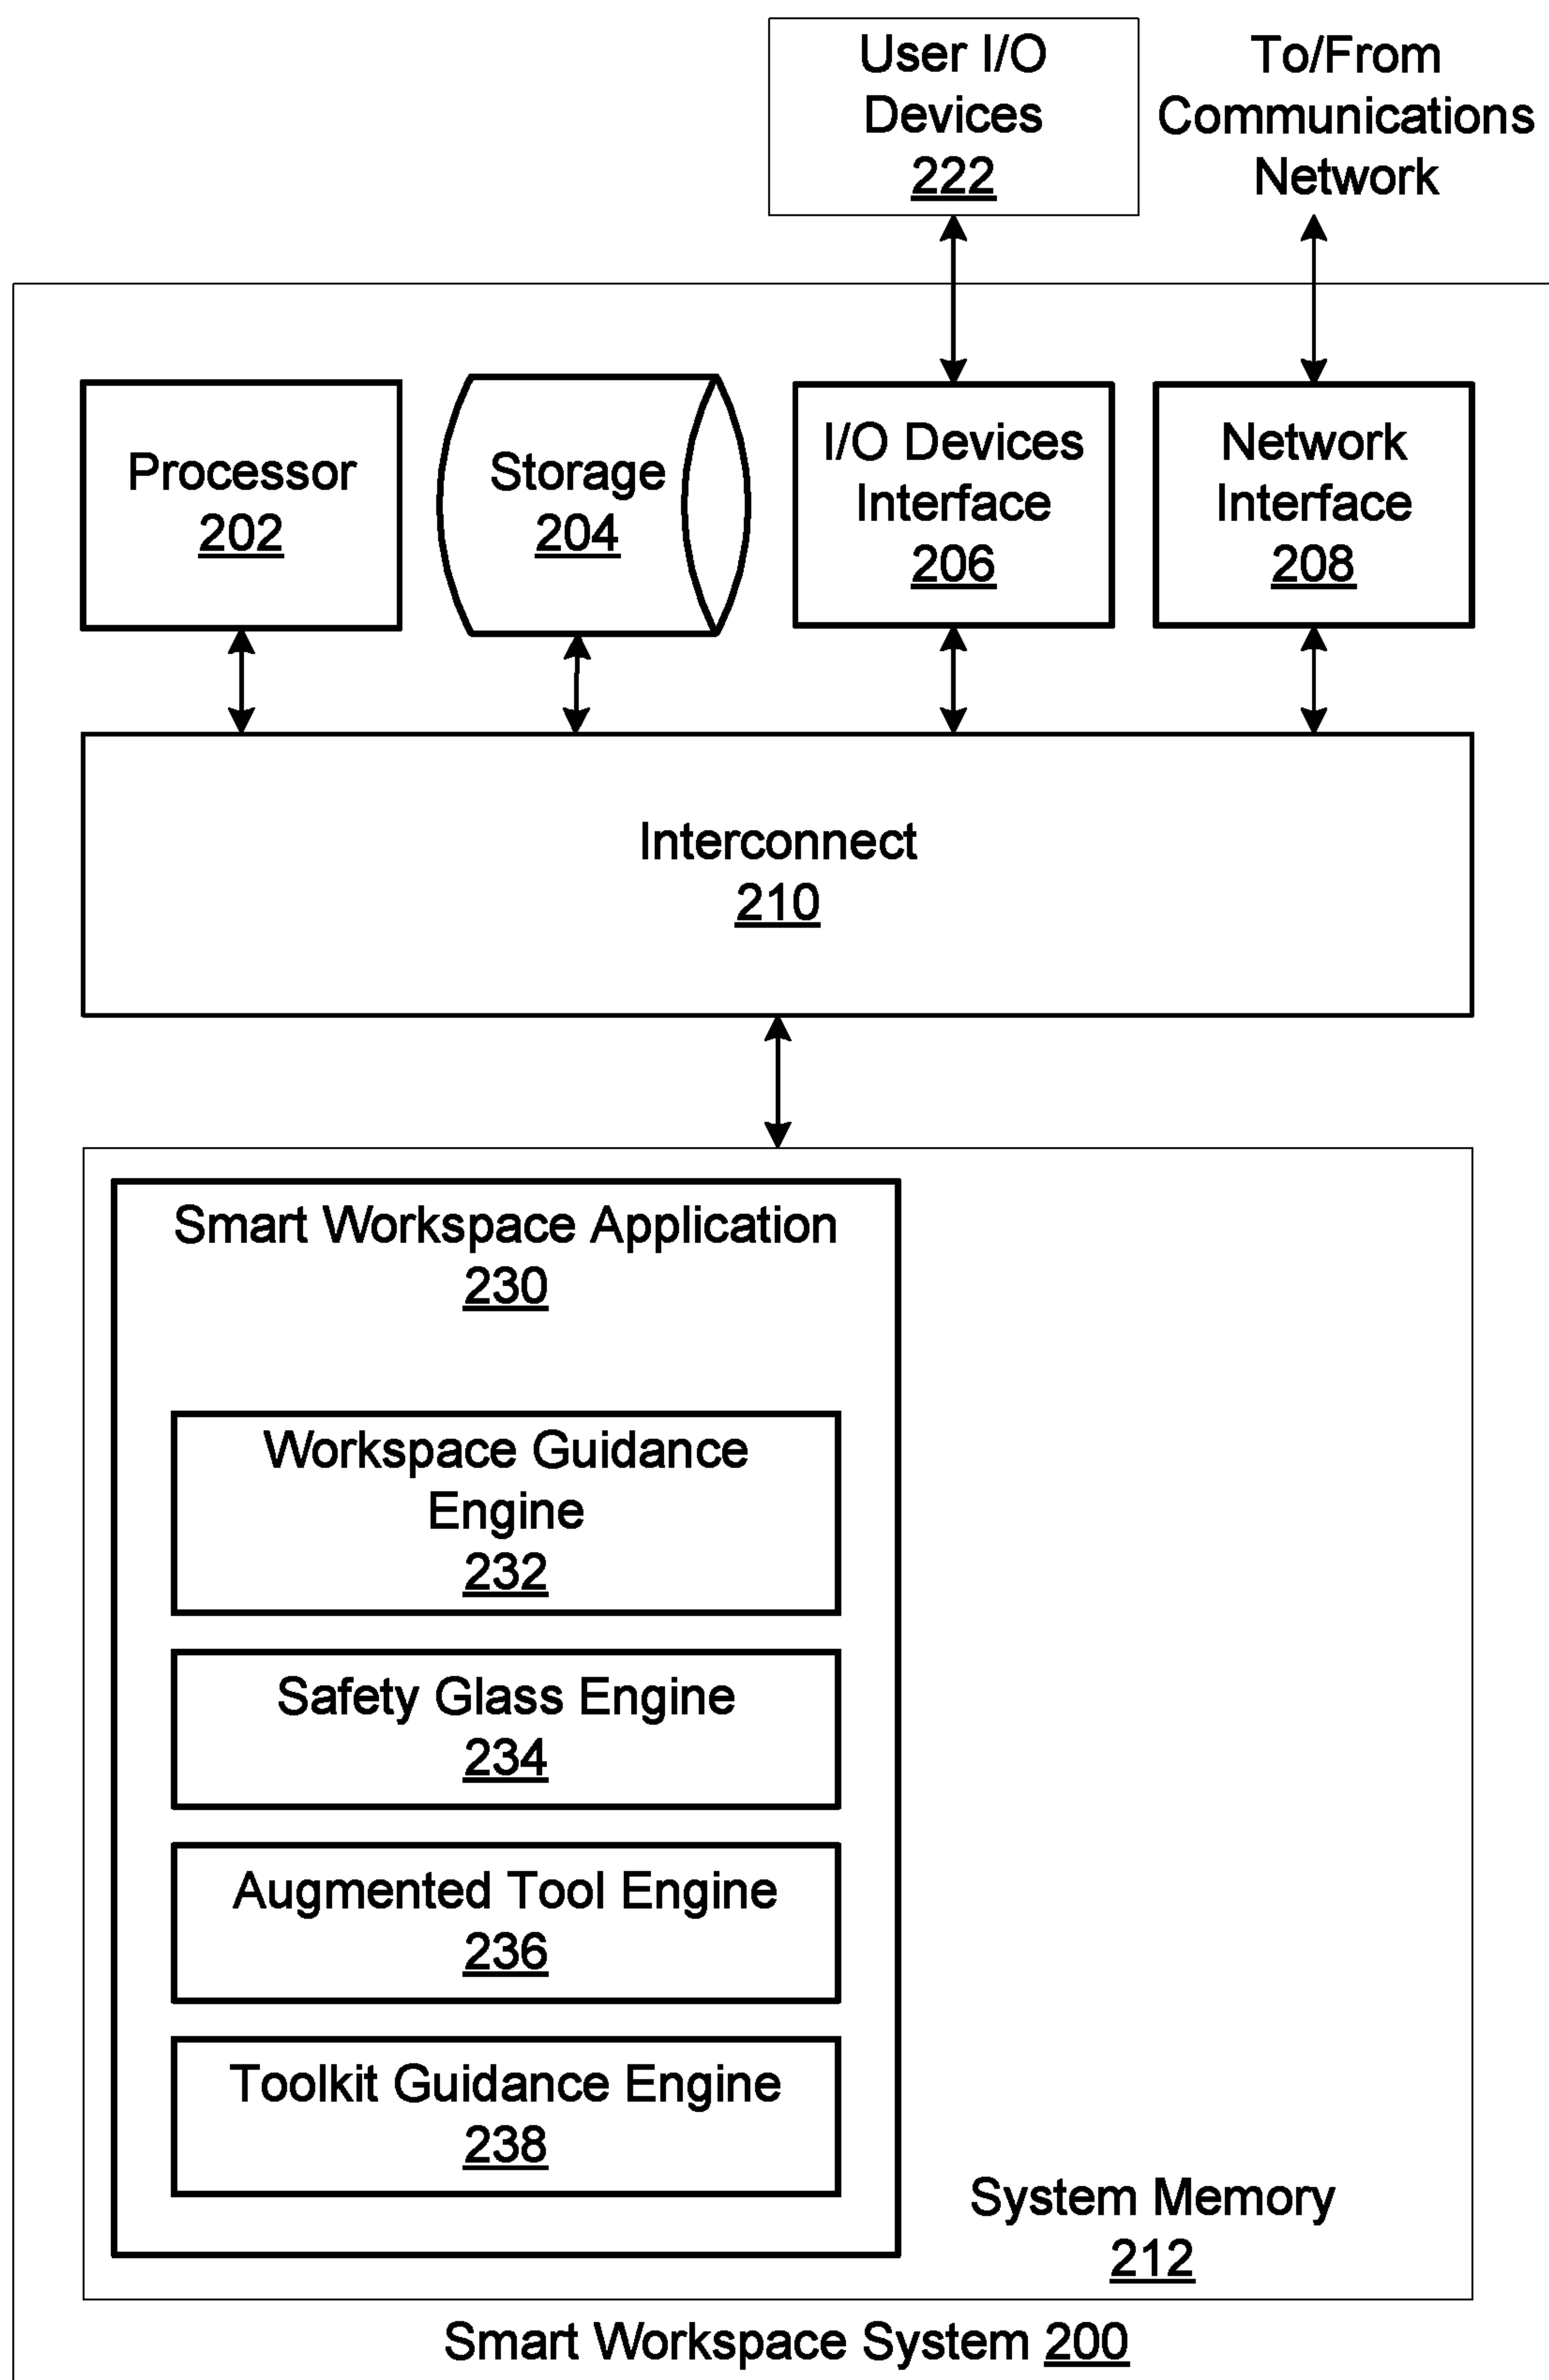 User I/O
Devices
222
To/From
Communications
Network
Processor
202
Storage
204
I/O Devices
Interface
206
Network
Interface
208
Interconnect
210
Smart Workspace Application
230
Workspace Guidance
Engine
232
Safety Glass Engine
234
Augmented Tool Engine
236
Toolkit Guidance Engine
238
System Memory
212
Smart Workspace System 200